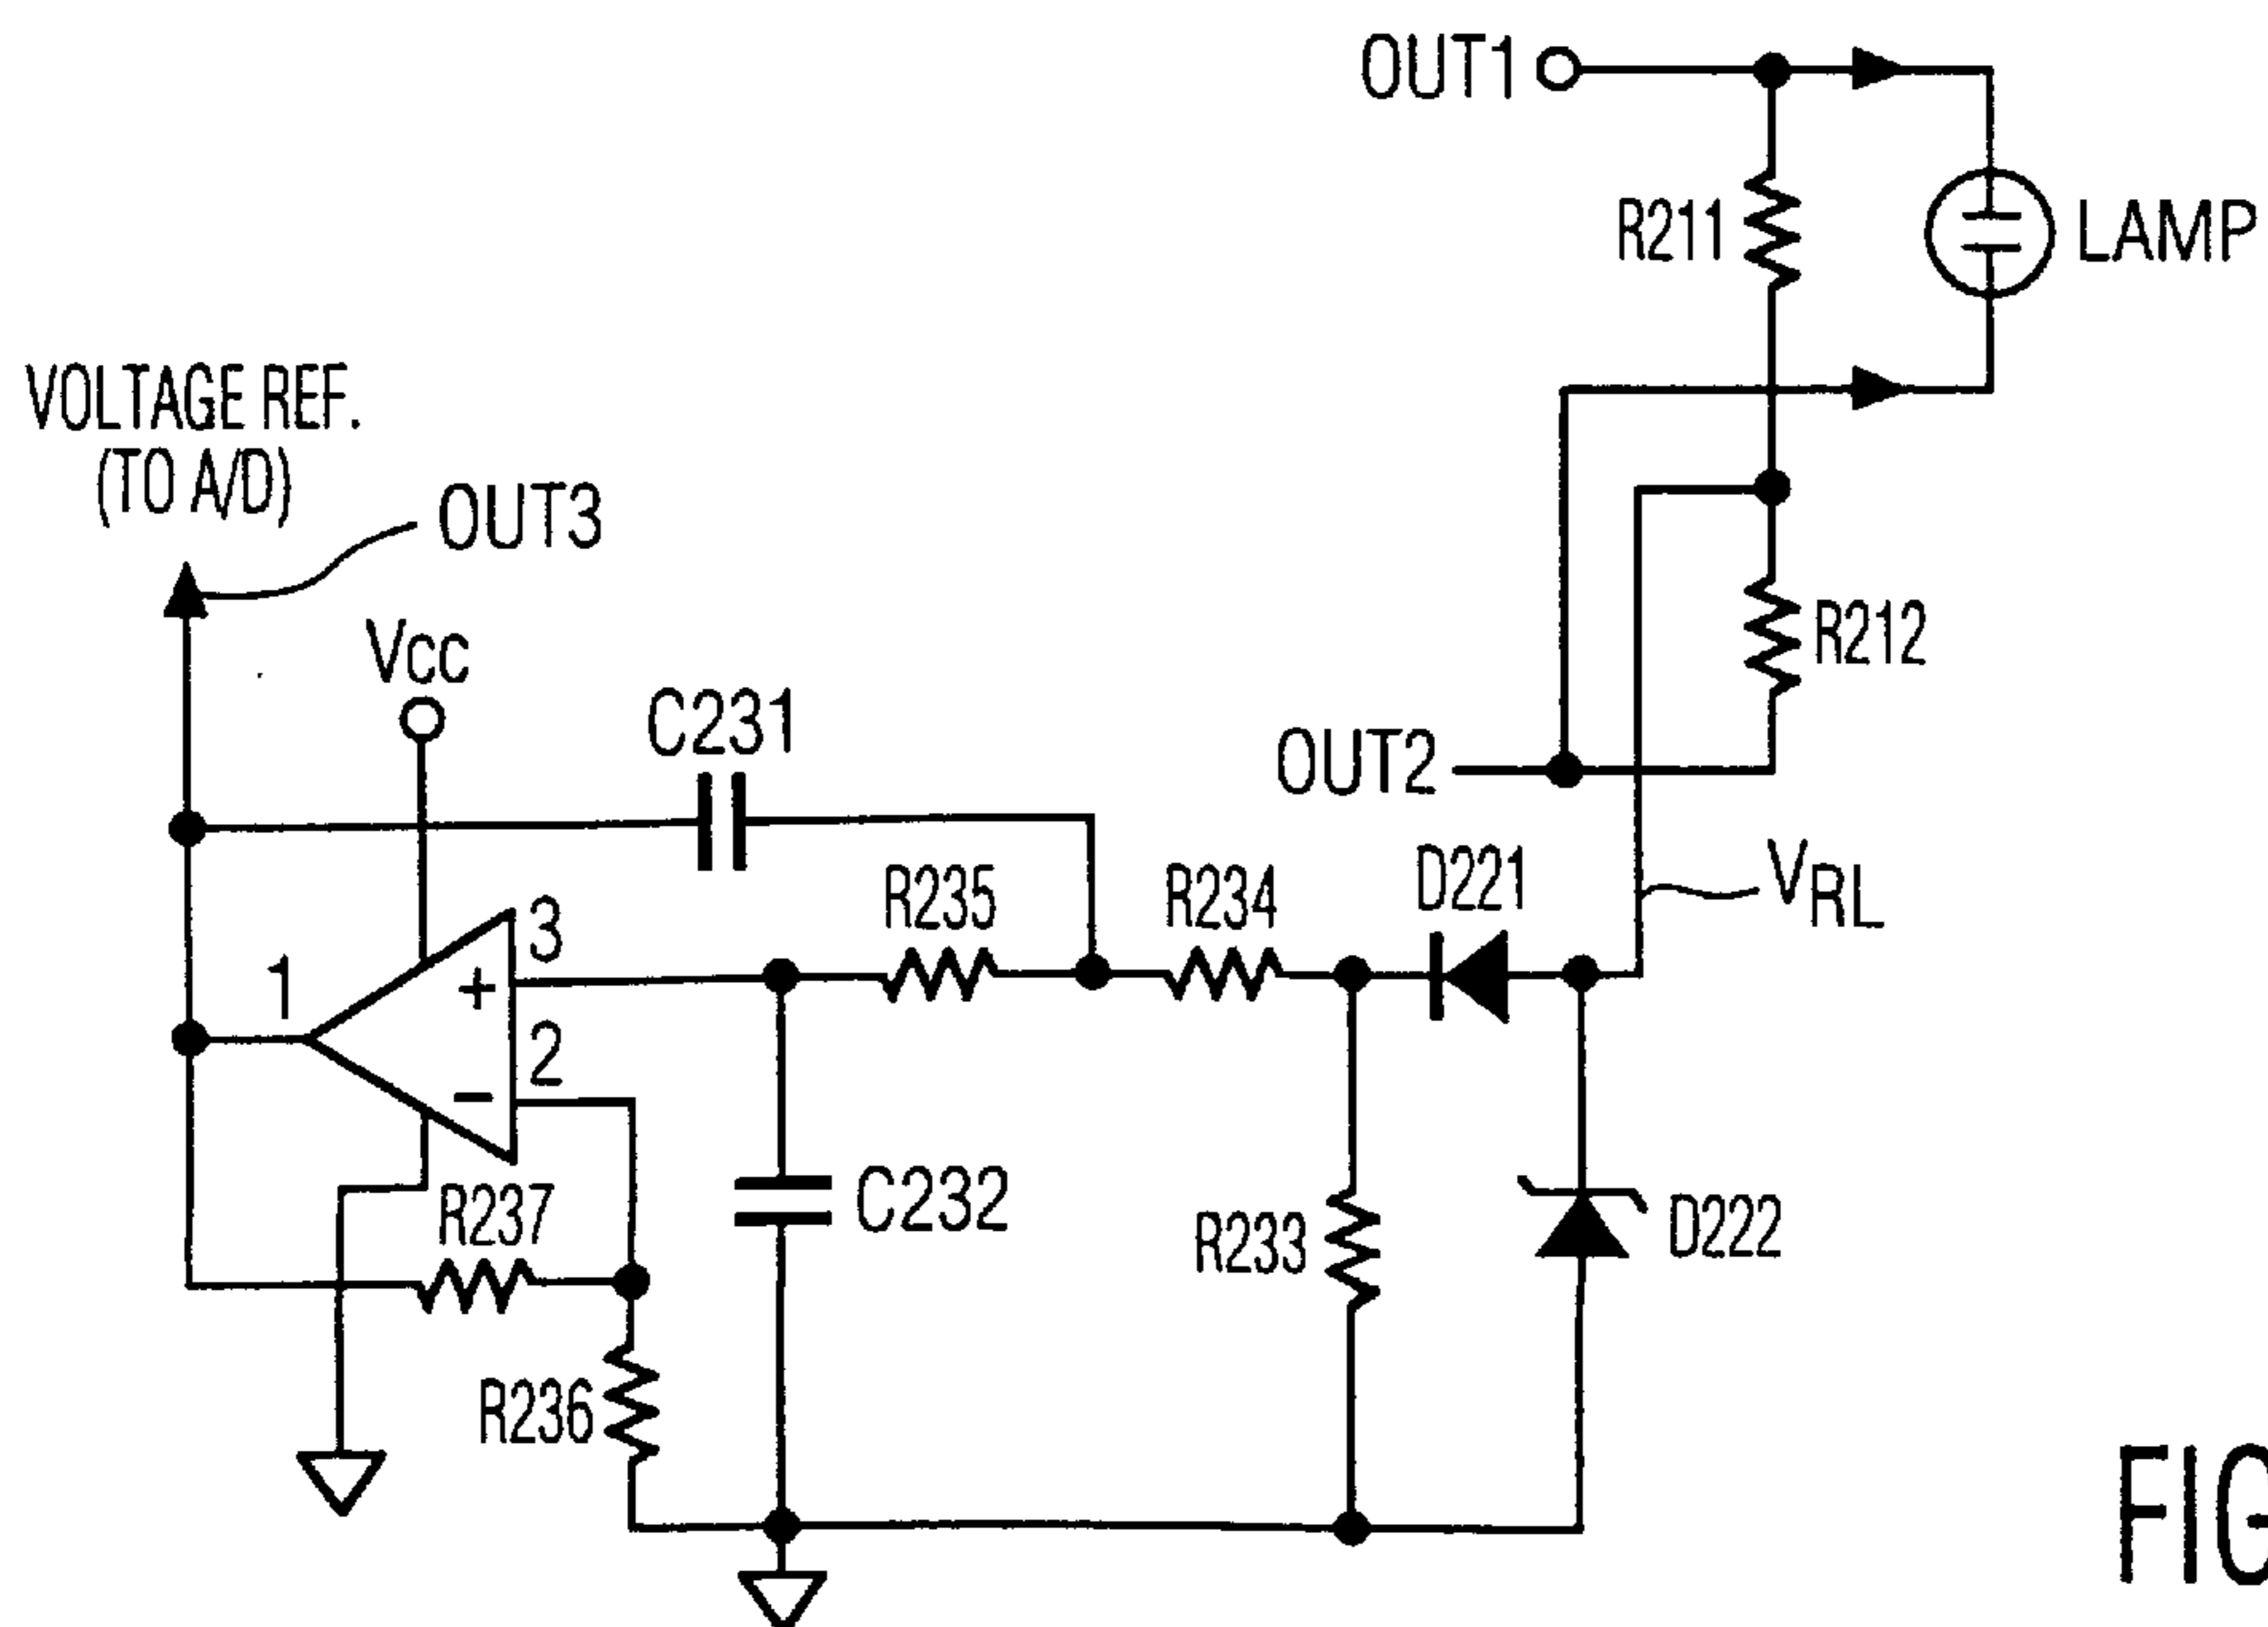 OUT1
R211
LAMP
VOLTAGE REF.
(TO A/D)
OUT3
VCC
C231
R212
OUT2
R235
R234
D221
VRL
3
+
1
2
−
R237
C232
R233
D222
R236
FIG